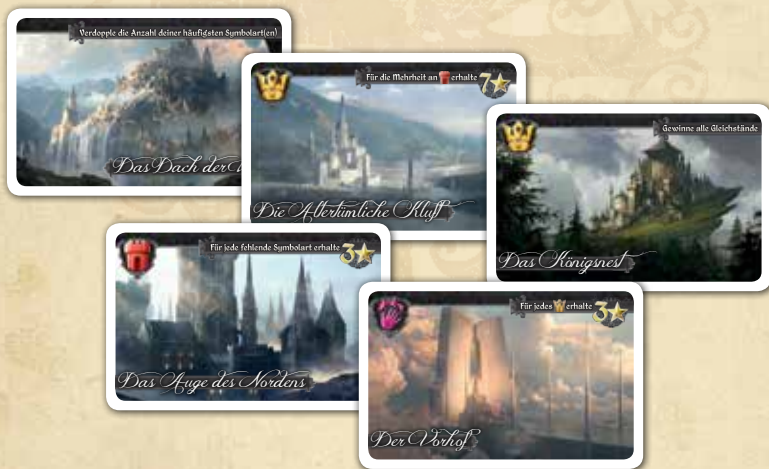 Verdopple die Anzahl deiner häufigsten Symbolart(en)
Das Dach der
Für die Mehrheit an erhalte 7
Die Altertümliche Kluft
Gewinne alle Gleichstände
Das Königsnest
Für jede fehlende Symbolart erhalte 3
Das Auge des Nordens
Für jedes erhalte 3
Der Vorhof